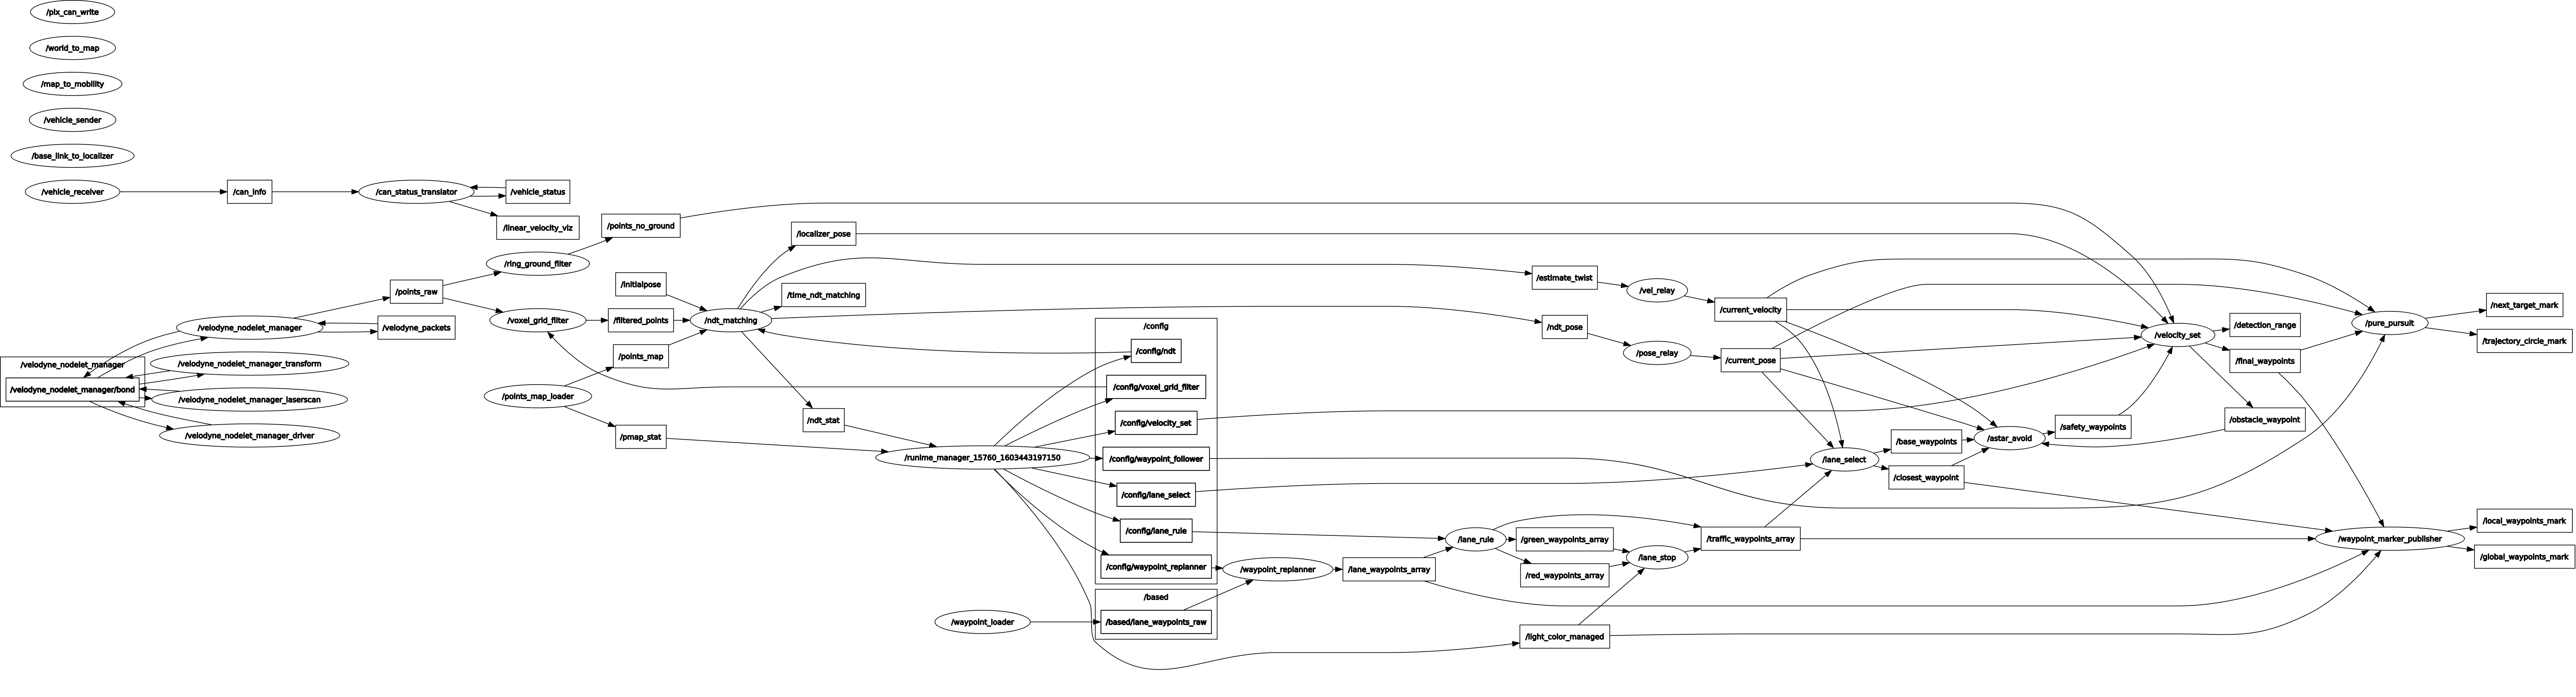 /pix_can_write
/world_to_map
/map_to_mobility
/vehicle_sender
/base_link_to_localizer
/vehicle_receiver
/can_info
/can_status_translator
/vehicle_status
/linear_velocity_viz
/points_no_ground
/localizer_pose
/ring_ground_filter
/points_raw
/initialpose
/time_ndt_matching
/estimate_twist
/vel_relay
/current_velocity
/velodyne_nodelet_manager
/velodyne_packets
/voxel_grid_filter
/filtered_points
/ndt_matching
/points_map
/ndt_pose
/pose_relay
/current_pose
/velocity_set
/detection_range
/final_waypoints
/pure_pursuit
/next_target_mark
/trajectory_circle_mark
/velodyne_nodelet_manager
/velodyne_nodelet_manager/bond
/velodyne_nodelet_manager_transform
/velodyne_nodelet_manager_laserscan
/velodyne_nodelet_manager_driver
/points_map_loader
/pmap_stat
/ndt_stat
/runime_manager_15760_1603443197150
/config
/config/ndt
/config/voxel_grid_filter
/config/velocity_set
/config/waypoint_follower
/config/lane_select
/config/lane_rule
/config/waypoint_replanner
/based
/based/lane_waypoints_raw
/waypoint_loader
/waypoint_replanner
/lane_waypoints_array
/lane_rule
/green_waypoints_array
/red_waypoints_array
/light_color_managed
/lane_stop
/traffic_waypoints_array
/lane_select
/base_waypoints
/closest_waypoint
/astar_avoid
/safety_waypoints
/obstacle_waypoint
/waypoint_marker_publisher
/local_waypoints_mark
/global_waypoints_mark